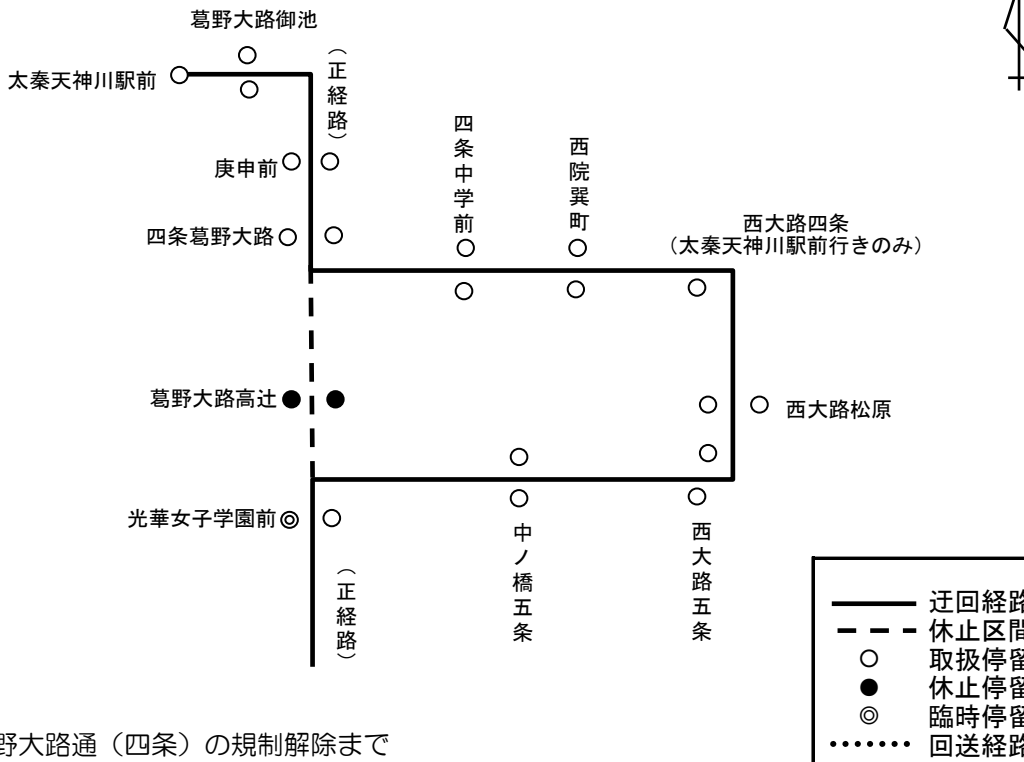 葛野大路御池
太秦天神川駅前
（正経路）
庚申前
四条葛野大路
四条中学前
西院巽町
西大路四条
（太秦天神川駅前行きのみ）
葛野大路高辻
西大路松原
光華女子学園前
中ノ橋五条
西大路五条
（正経路）
迂回経路
休止区間
取扱停留
休止停留
臨時停留
回送経路
野大路通（四条）の規制解除まで